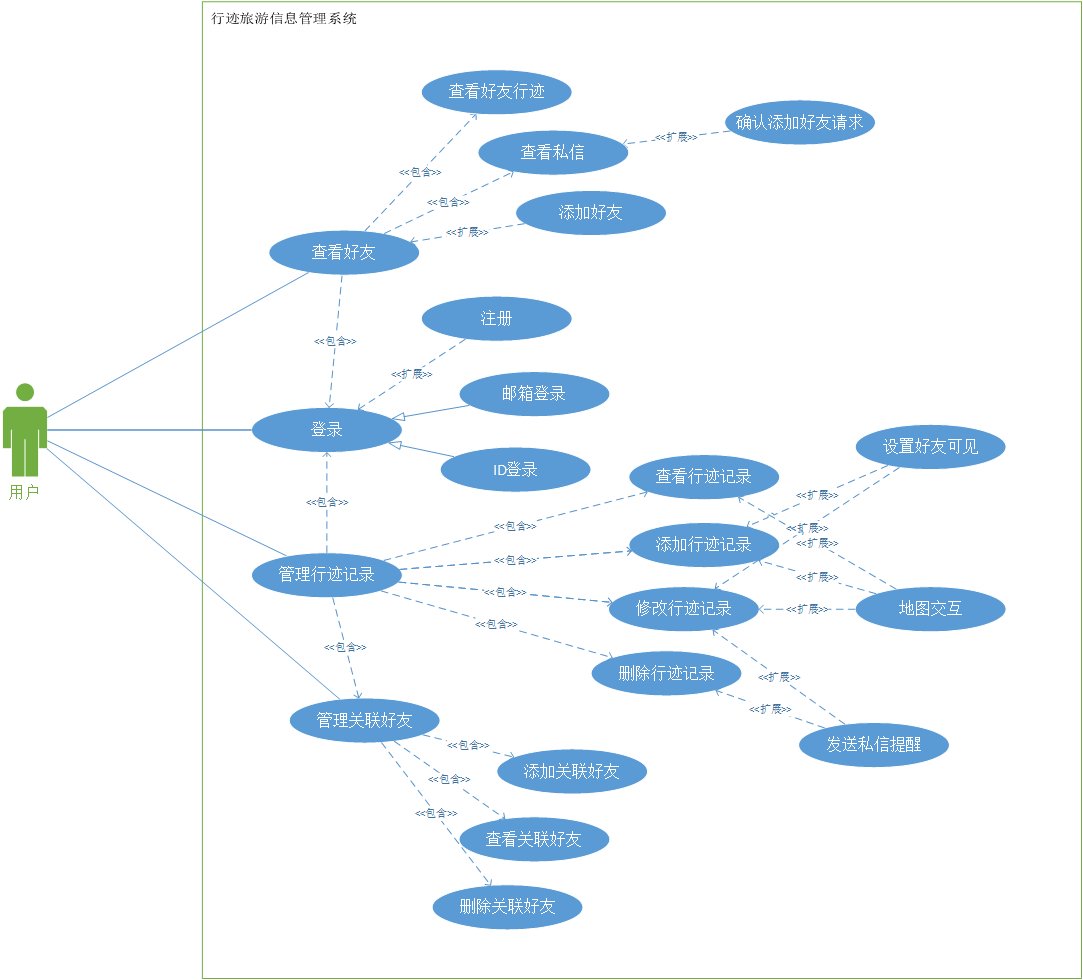 行迹旅游信息管理系统
查看好友行迹
确认添加好友请求
<<扩展>>
查看私信
<<包含>>
<<包含>>
添加好友
<<扩展>>
查看好友
注册
<<包含>>
<<扩展>>
邮箱登录
登录
ID登录
用户
设置好友可见
查看行迹记录
<<扩展>>
<<包含>>
<<包含>>
<<扩展>>
添加行迹记录
<<扩展>>
<<包含>>
管理行迹记录
<<扩展>>
<<包含>>
修改行迹记录
<<扩展>>
地图交互
<<包含>>
<<包含>>
删除行迹记录
<<扩展>>
<<扩展>>
管理关联好友
发送私信提醒
<<包含>>
添加关联好友
<<包含>>
<<包含>>
查看关联好友
删除关联好友